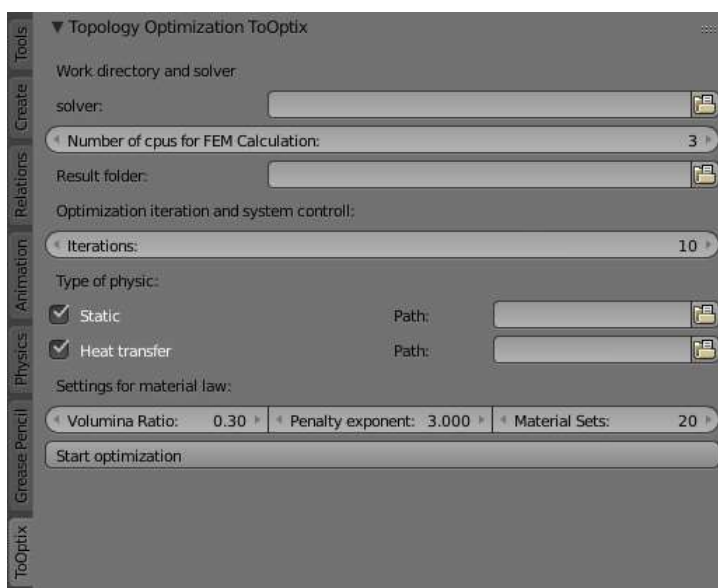 Topology Optimization ToOptix
Work directory and solver
solver:
Number of cpus for FEM Calculation: 3
Result folder:
Optimization iteration and system controll:
Iterations: 10
Type of physic:
Static Path:
Heat transfer Path:
Settings for material law:
Volumina Ratio: 0.30 Penalty exponent: 3.000 Material Sets: 20
Start optimization
Tools
Create
Relations
Animation
Physics
Grease Pencil
ToOptix